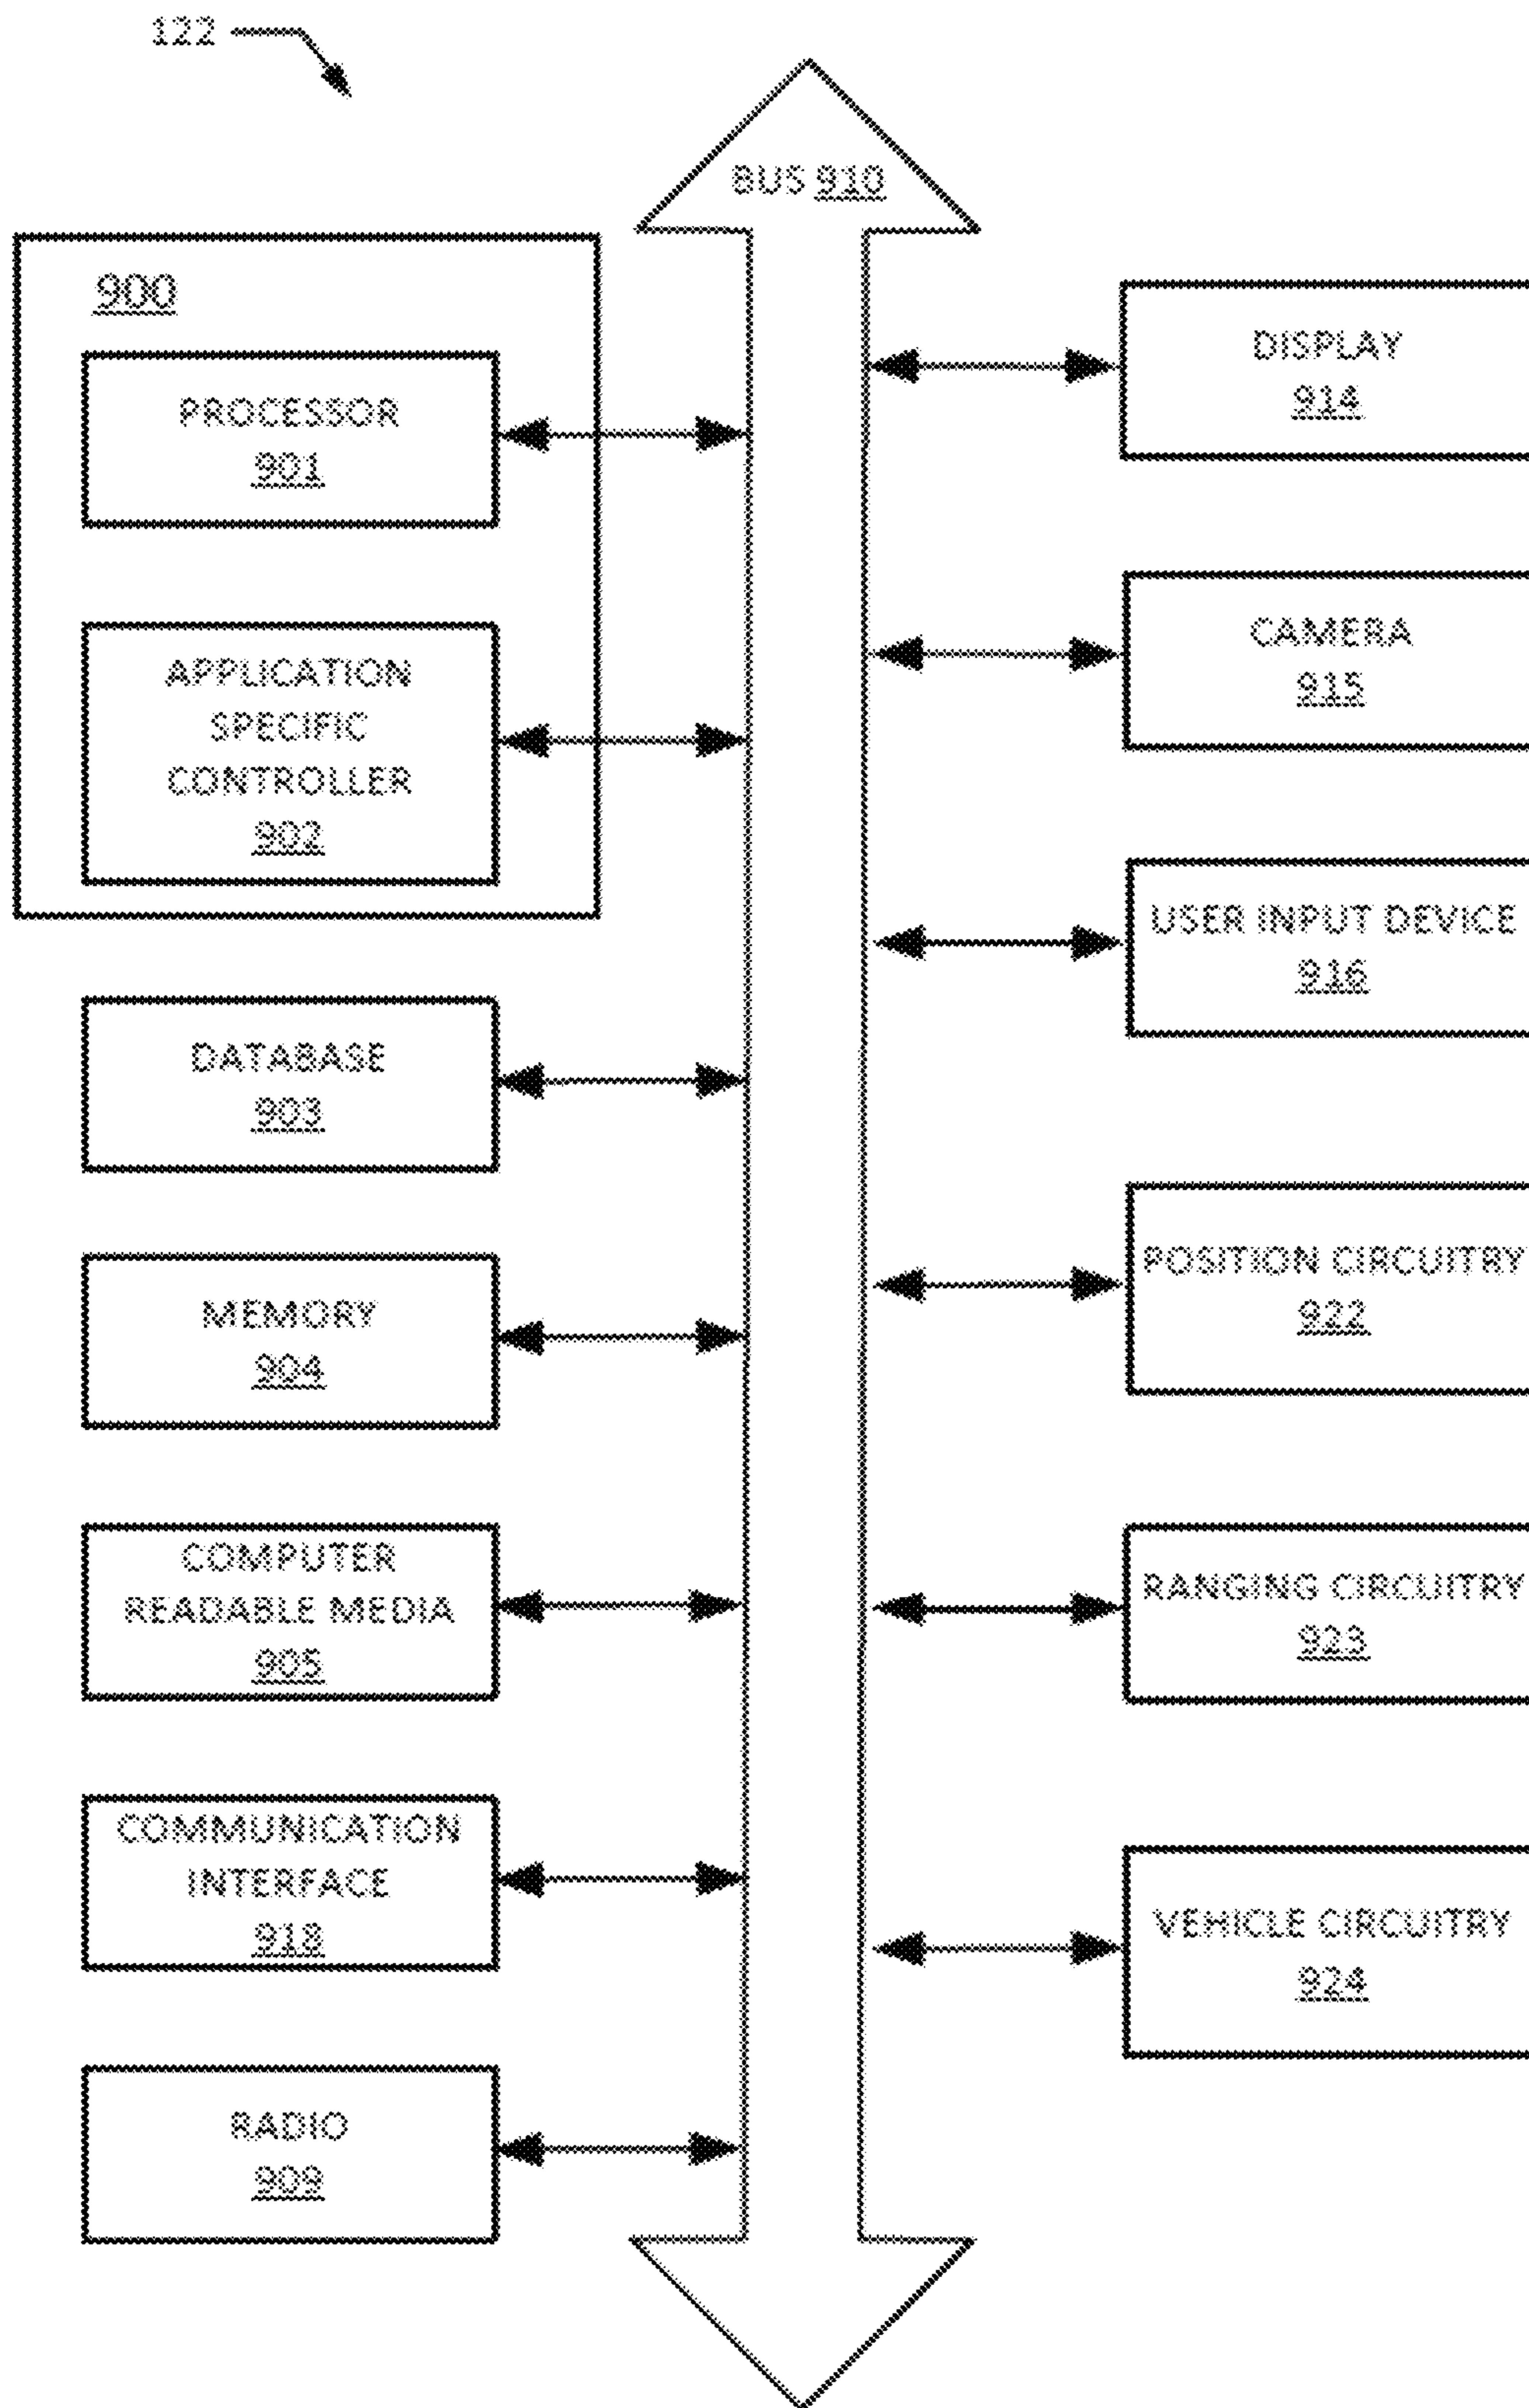 122
BUS 910
900
PROCESSOR
901
APPLICATION
SPECIFIC
CONTROLLER
902
DATABASE
903
MEMORY
904
COMPUTER
READABLE MEDIA
905
COMMUNICATION
INTERFACE
918
RADIO
909
DISPLAY
914
CAMERA
915
USER INPUT DEVICE
916
POSITION CIRCUITRY
922
RANGING CIRCUITRY
923
VEHICLE CIRCUITRY
924